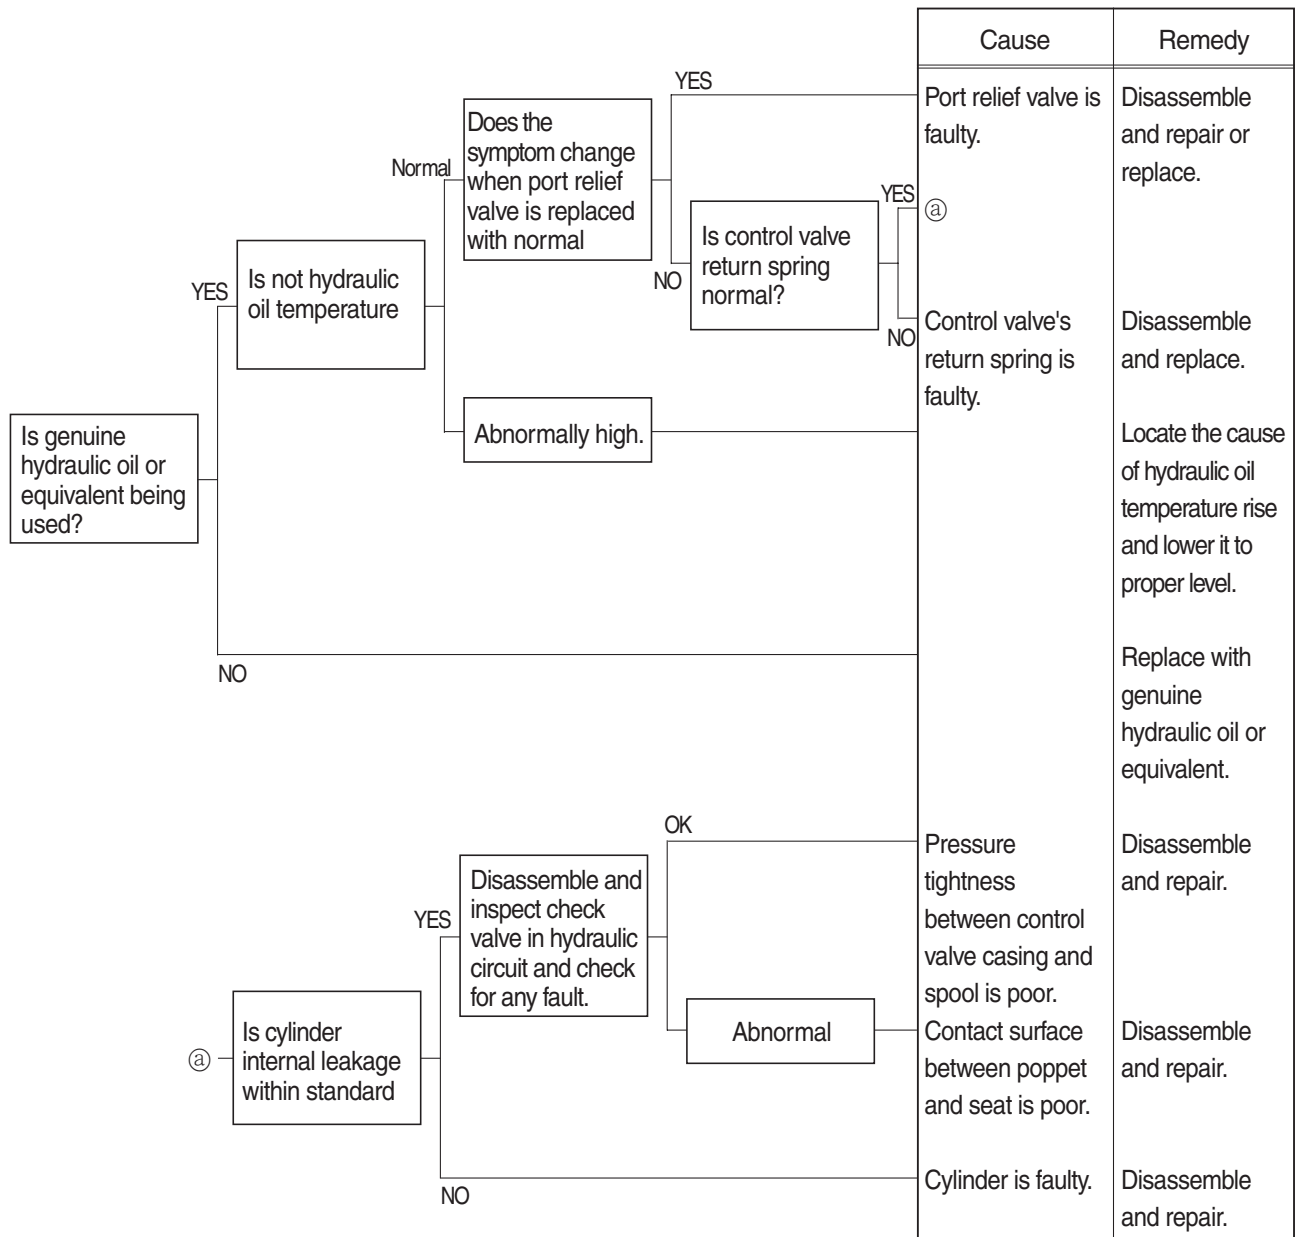 Cause
Remedy
YES
Port relief valve is
faulty.
Disassemble
and repair or
replace.
Does the
symptom change
when port relief
valve is replaced
with normal
Normal
YES
ⓐ
Is control valve
return spring
normal?
NO
NO
Control valve's
return spring is
faulty.
Disassemble
and replace.
YES
Is not hydraulic
oil temperature
Abnormally high.
Locate the cause
of hydraulic oil
temperature rise
and lower it to
proper level.
Is genuine
hydraulic oil or
equivalent being
used?
NO
Replace with
genuine
hydraulic oil or
equivalent.
OK
Pressure
tightness
between control
valve casing and
spool is poor.
Disassemble
and repair.
YES
Disassemble and
inspect check
valve in hydraulic
circuit and check
for any fault.
Abnormal
Contact surface
between poppet
and seat is poor.
Disassemble
and repair.
ⓐ
Is cylinder
internal leakage
within standard
NO
Cylinder is faulty.
Disassemble
and repair.